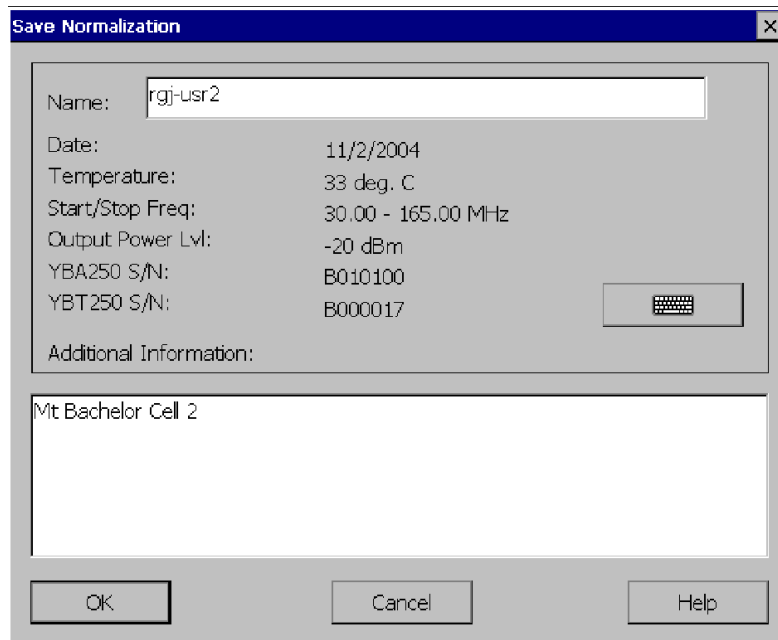 Save Normalization
Name: rgj-usr2
Date: 11/2/2004
Temperature: 33 deg. C
Start/Stop Freq: 30.00 - 165.00 MHz
Output Power Lvl: -20 dBm
YBA250 S/N: B010100
YBT250 S/N: B000017
Additional Information:
Mt Bachelor Cell 2
OK Cancel Help